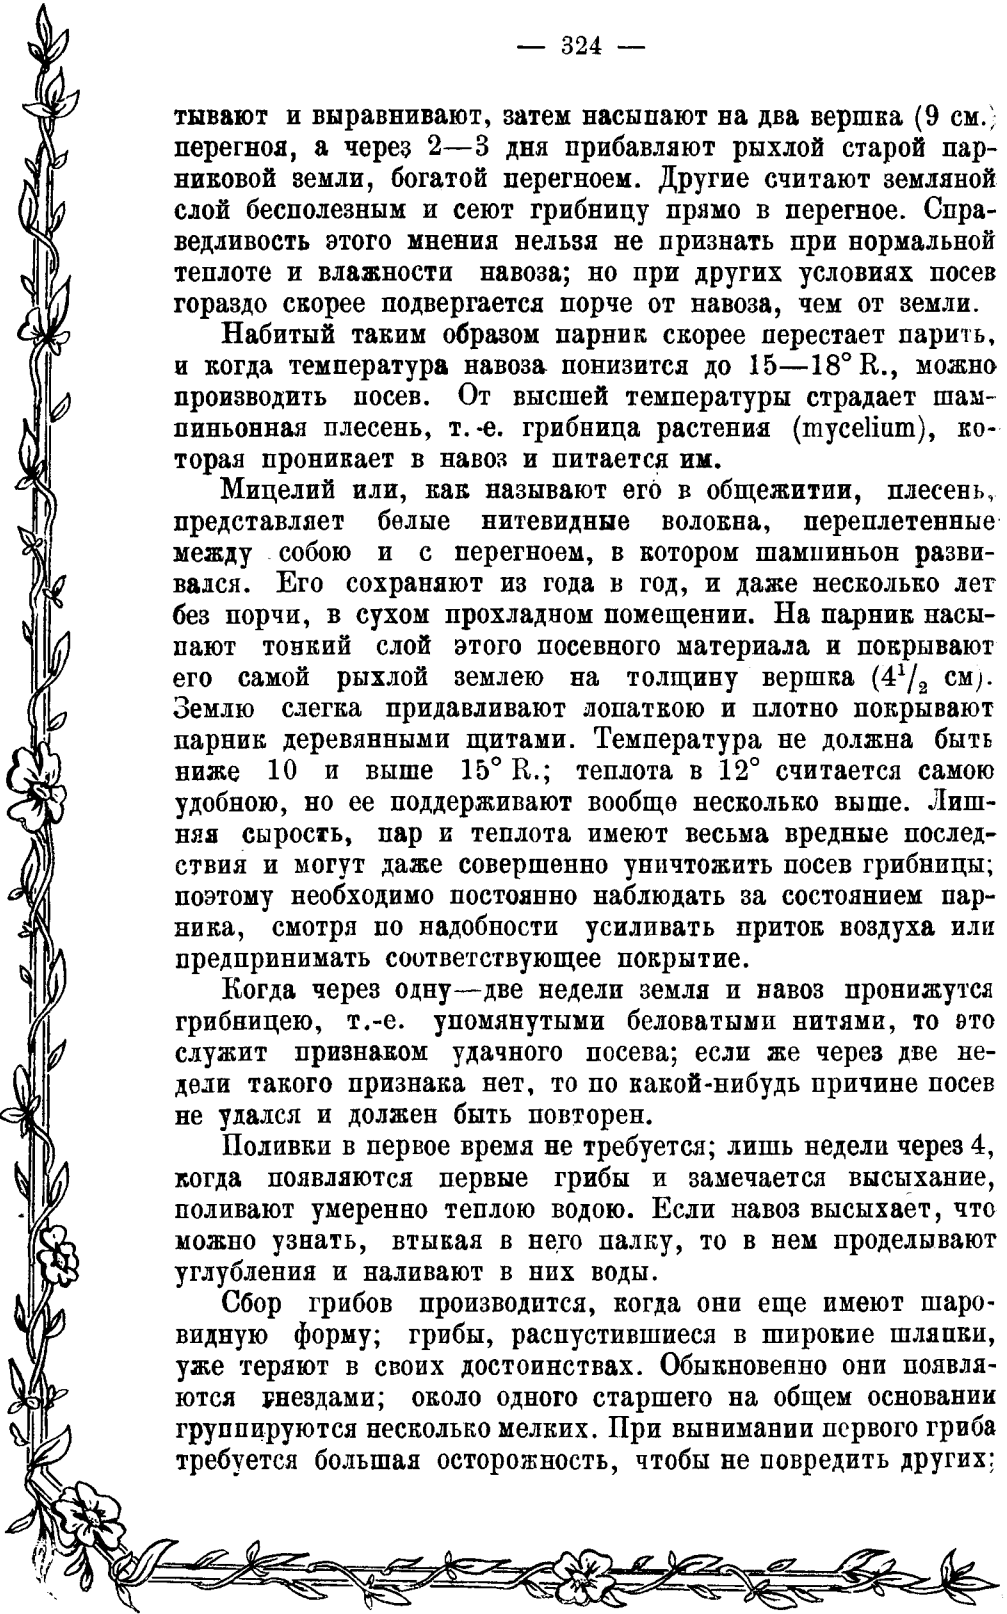 — 324 —
тывают и выравнивают, затем насыпают на два вершка (9 см.)
перегноя, а через 2—3 дня прибавляют рыхлой старой пар-
никовой земли, богатой перегноем. Другие считают земляной
слой бесполезным и сеют грибницу прямо в перегное. Спра-
ведливость этого мнения нельзя не признать при нормальной
теплоте и влажности навоза; но при других условиях посев
гораздо скорее подвергается порче от навоза, чем от земли.
Набитый таким образом парник скорее перестает парить,
и когда температура навоза понизится до 15—18° R., можно
производить посев. От высшей температуры страдает шам-
пиньонная плесень, т.-е. грибница растения (mycelium), ко-
торая проникает в навоз и питается им.
Мицелий или, как называют его в общежитии, плесень,
представляет белые нитевидные волокна, переплетенные
между собою и с перегноем, в котором шампиньон разви-
вался. Его сохраняют из года в год, и даже несколько лет
без порчи, в сухом прохладном помещении. На парник насы-
пают тонкий слой этого посевного материала и покрывают
его самой рыхлой землею на толщину вершка (4¹/₂ см).
Землю слегка придавливают лопаткою и плотно покрывают
парник деревянными щитами. Температура не должна быть
ниже 10 и выше 15° R.; теплота в 12° считается самою
удобною, но ее поддерживают вообще несколько выше. Лиш-
няя сырость, пар и теплота имеют весьма вредные послед-
ствия и могут даже совершенно уничтожить посев грибницы;
поэтому необходимо постоянно наблюдать за состоянием пар-
ника, смотря по надобности усиливать приток воздуха или
предпринимать соответствующее покрытие.
Когда через одну—две недели земля и навоз пронижутся
грибницею, т.-е. упомянутыми беловатыми нитями, то это
служит признаком удачного посева; если же через две не-
дели такого признака нет, то по какой-нибудь причине посев
не удался и должен быть повторен.
Поливки в первое время не требуется; лишь недели через 4,
когда появляются первые грибы и замечается высыхание,
поливают умеренно теплою водою. Если навоз высыхает, что
можно узнать, втыкая в него палку, то в нем проделывают
углубления и наливают в них воды.
Сбор грибов производится, когда они еще имеют шаро-
видную форму; грибы, распустившиеся в широкие шляпки,
уже теряют в своих достоинствах. Обыкновенно они появля-
ются гнездами; около одного старшего на общем основании
группируются несколько мелких. При вынимании первого гриба
требуется большая осторожность, чтобы не повредить других;